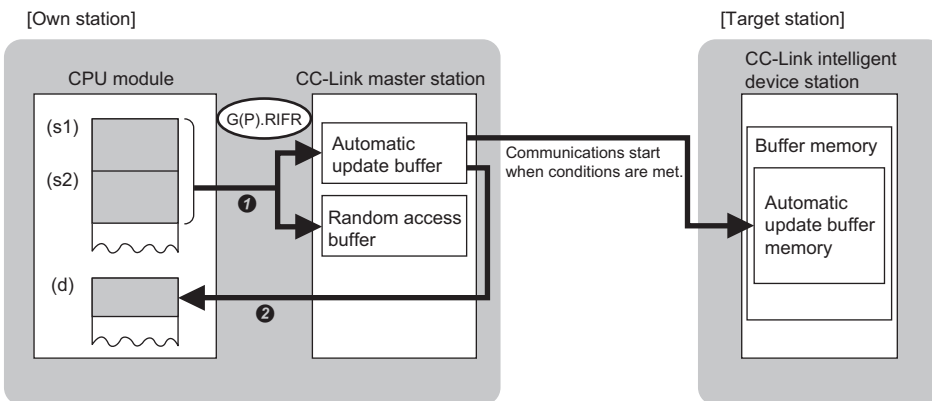 [Own station]
[Target station]
CPU module
CC-Link master station
CC-Link intelligent
device station
(s1)
(s2)
(d)
G(P).RIFR
❶
Automatic
update buffer
Random access
buffer
❷
Communications start
when conditions are met.
Buffer memory
Automatic
update buffer
memory